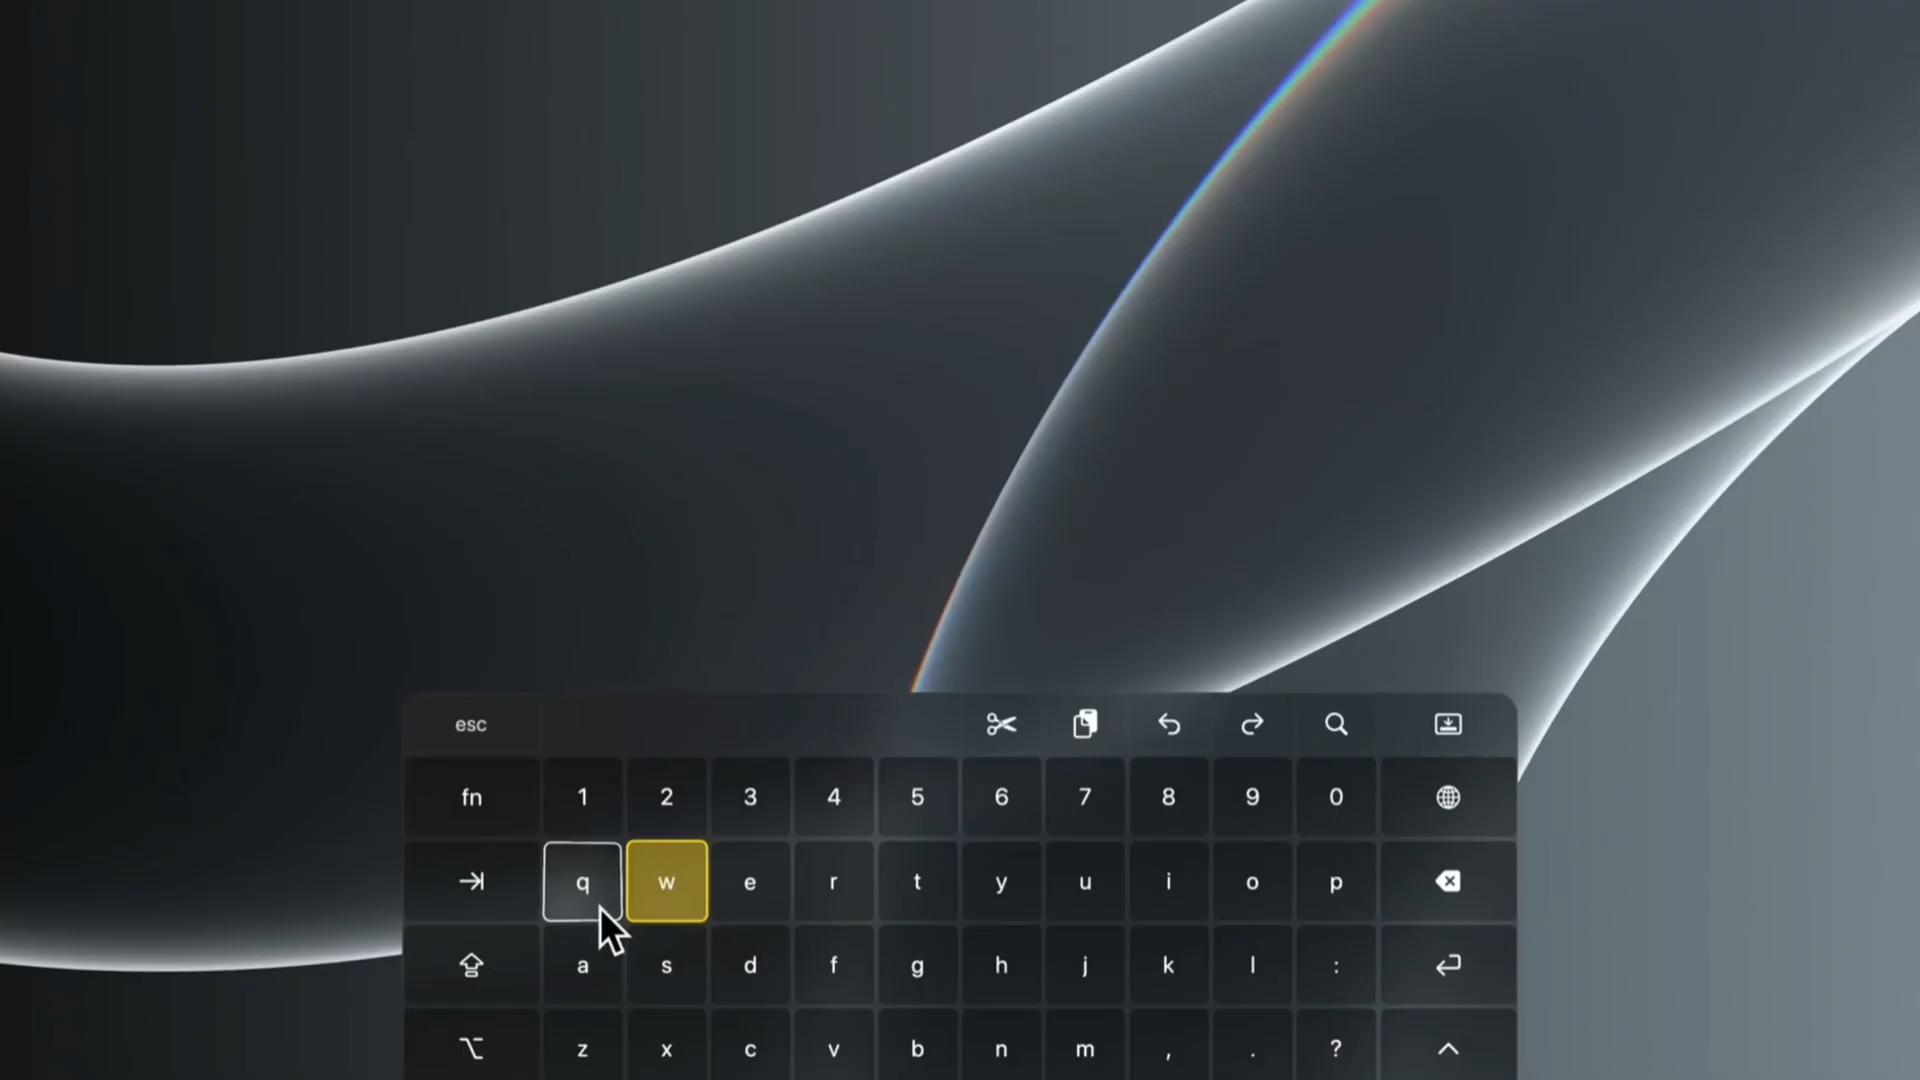 esc
fn 1 2 3 4 5 6 7 8 9 0
q w e r t y u i o p
a s d f g h j k l :
z x c v b n m , . ?